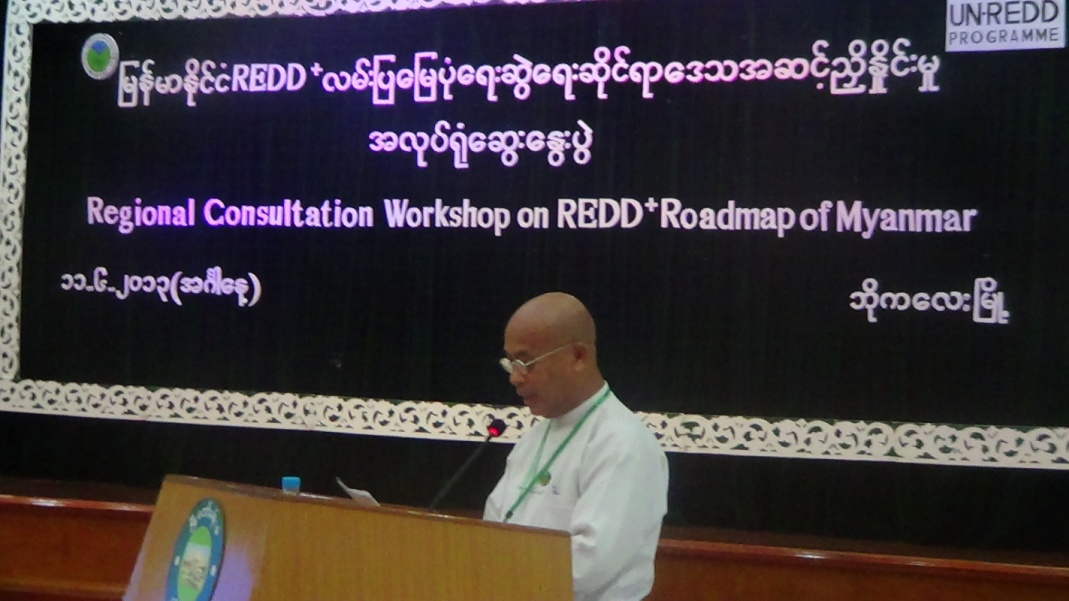 UN-REDD
PROGRAMME
မြန်မာနိုင်ငံREDD⁺လမ်းပြမြေပုံရေးဆွဲရေးဆိုင်ရာဒေသအဆင့်ညှိနှိုင်းမှု
အလုပ်ရုံဆွေးနွေးပွဲ
Regional Consultation Workshop on REDD⁺ Roadmap of Myanmar
၁၁-၆-၂၀၁၃(အင်္ဂါနေ့)
ဘိုကလေးမြို့